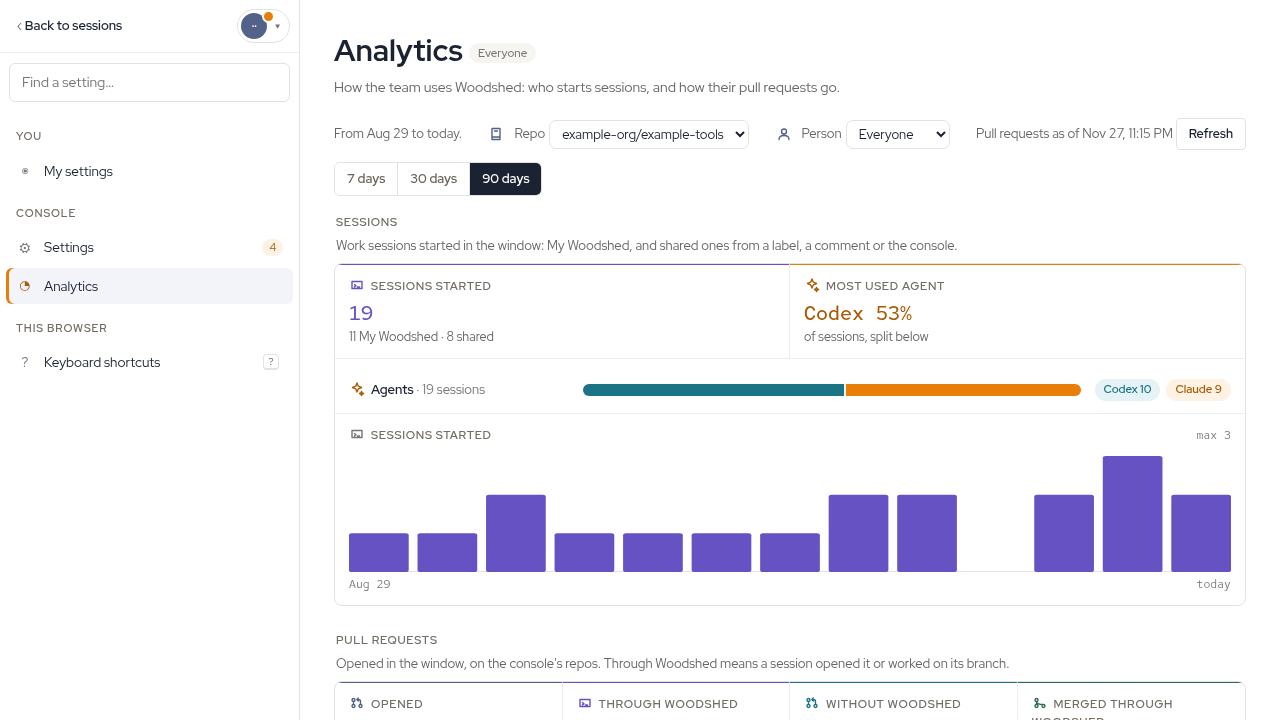 ‹ Back to sessions
Find a setting...
YOU
My settings
CONSOLE
Settings 4
Analytics
THIS BROWSER
? Keyboard shortcuts ?
Analytics Everyone
How the team uses Woodshed: who starts sessions, and how their pull requests go.
From Aug 29 to today. Repo example-org/example-tools Person Everyone Pull requests as of Nov 27, 11:15 PM Refresh
7 days 30 days 90 days
SESSIONS
Work sessions started in the window: My Woodshed, and shared ones from a label, a comment or the console.
SESSIONS STARTED
19
11 My Woodshed · 8 shared
MOST USED AGENT
Codex 53%
of sessions, split below
Agents · 19 sessions Codex 10 Claude 9
SESSIONS STARTED max 3
Aug 29 today
PULL REQUESTS
Opened in the window, on the console's repos. Through Woodshed means a session opened it or worked on its branch.
OPENED
THROUGH WOODSHED
WITHOUT WOODSHED
MERGED THROUGH
WOODSHED